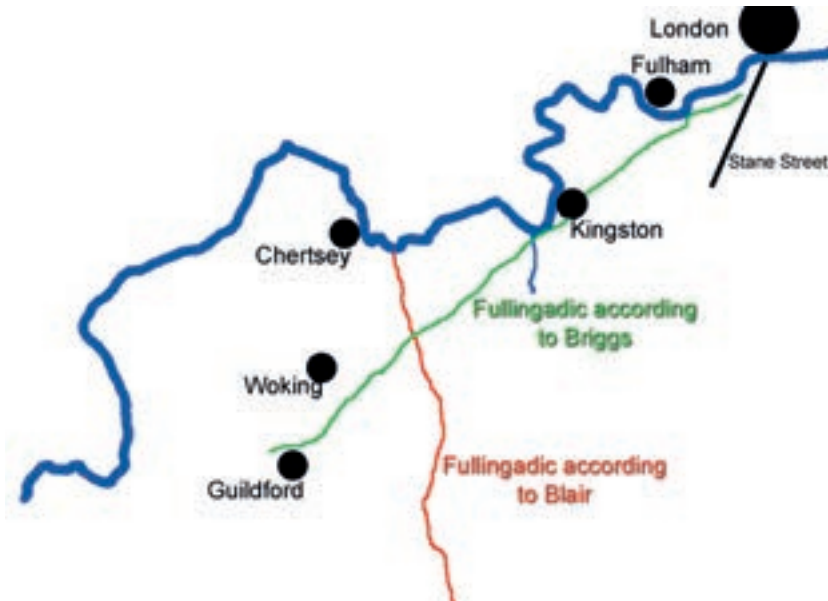 London
Fulham
Stane Street
Kingston
Chertsey
Fullingadic according
to Briggs
Woking
Fullingadic according
to Blair
Guildford